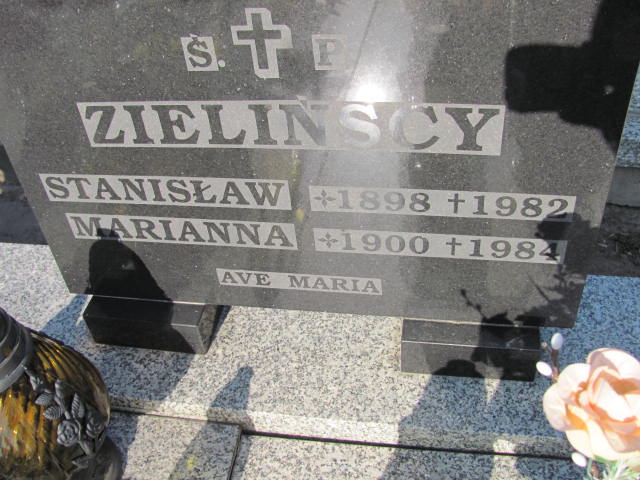 Ś. P.
ZIELIŃSCY
STANISŁAW 1898 † 1982
MARIANNA 1900 † 1984
AVE MARIA